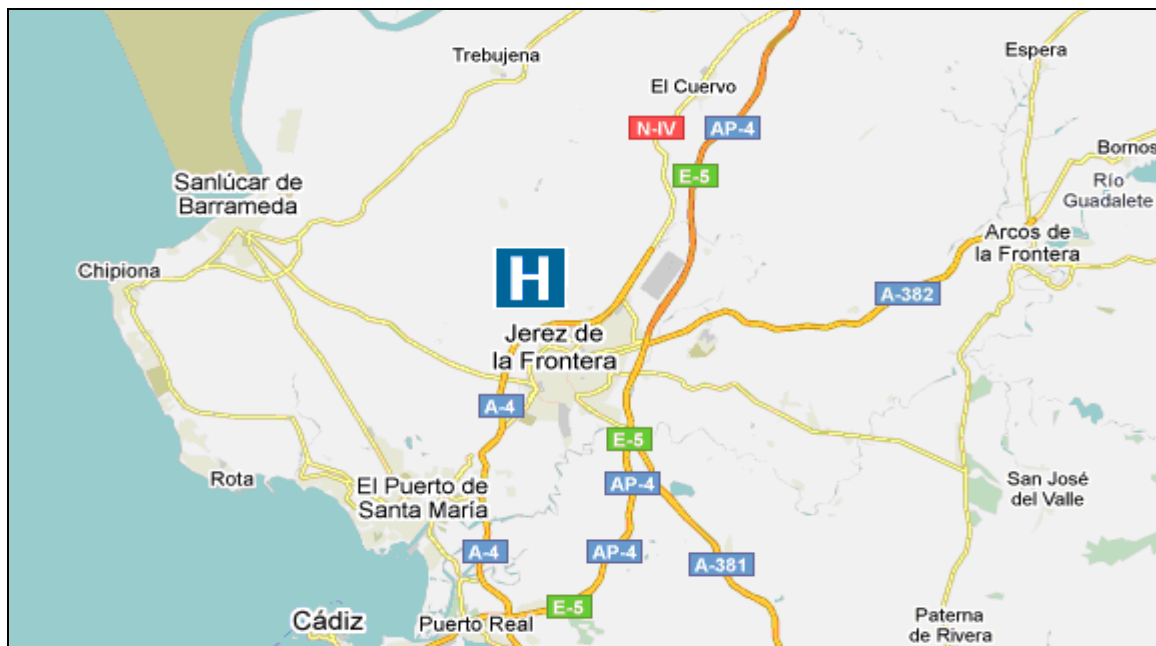 Trebujena
Espera
El Cuervo
N-IV
AP-4
Bornos
E-5
Sanlúcar de
Barrameda
Río
Guadalete
Arcos de
la Frontera
Chipiona
H
A-382
Jerez de
la Frontera
A-4
E-5
Rota
El Puerto de
Santa María
AP-4
San José
del Valle
A-4
AP-4
A-381
E-5
Cádiz
Puerto Real
Paterna
de Rivera